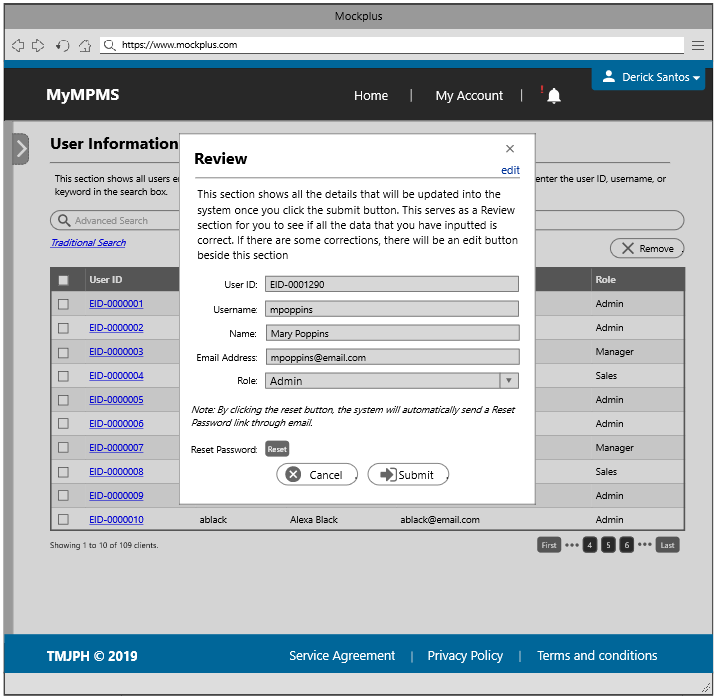 Mockplus
https://www.mockplus.com
Derick Santos
MyMPMS
Home | My Account |
!
User Information
This section shows all users e
enter the user ID, username, or
keyword in the search box.
Advanced Search
Traditional Search
Remove
User ID
Role
EID-0000001
Admin
EID-0000002
Admin
EID-0000003
Manager
EID-0000004
Sales
EID-0000005
Admin
EID-0000006
Admin
EID-0000007
Manager
EID-0000008
Sales
EID-0000009
Admin
EID-0000010 ablack Alexa Black ablack@email.com Admin
Showing 1 to 10 of 109 clients.
First ••• 4 5 6 ••• Last
Review
edit
This section shows all the details that will be updated into the
system once you click the submit button. This serves as a Review
section for you to see if all the data that you have inputted is
correct. If there are some corrections, there will be an edit button
beside this section
User ID: EID-0001290
Username: mpoppins
Name: Mary Poppins
Email Address: mpoppins@email.com
Role: Admin
Note: By clicking the reset button, the system will automatically send a Reset
Password link through email.
Reset Password: Reset
Cancel Submit
TMJPH © 2019
Service Agreement | Privacy Policy | Terms and conditions